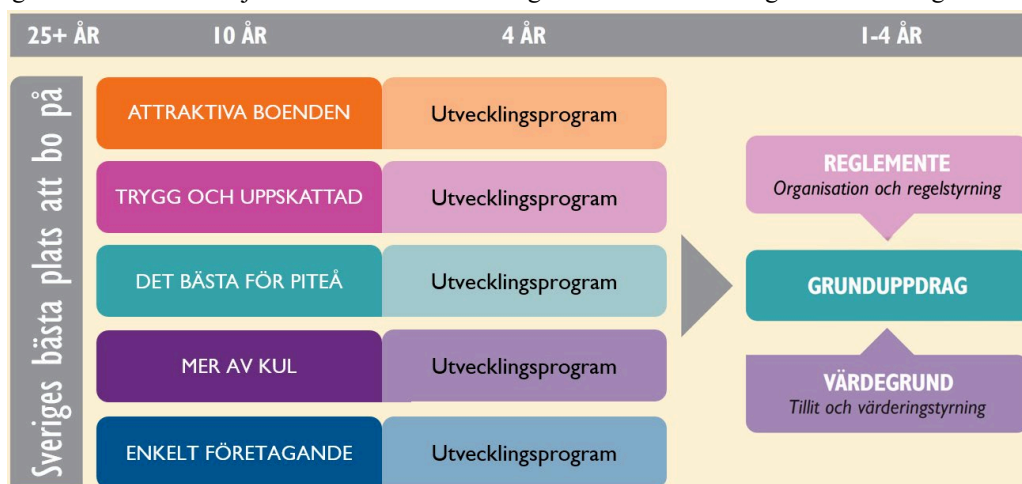 25+ ÅR 10 ÅR 4 ÅR 1-4 ÅR
Sveriges bästa plats att bo på
ATTRAKTIVA BOENDEN Utvecklingsprogram
TRYGG OCH UPPSKATTAD Utvecklingsprogram
DET BÄSTA FÖR PITEÅ Utvecklingsprogram
MER AV KUL Utvecklingsprogram
ENKELT FÖRETAGANDE Utvecklingsprogram
REGLEMENTE
Organisation och regelstyrning
GRUNDUPPDRAG
VÄRDEGRUND
Tillit och värderingstyrning